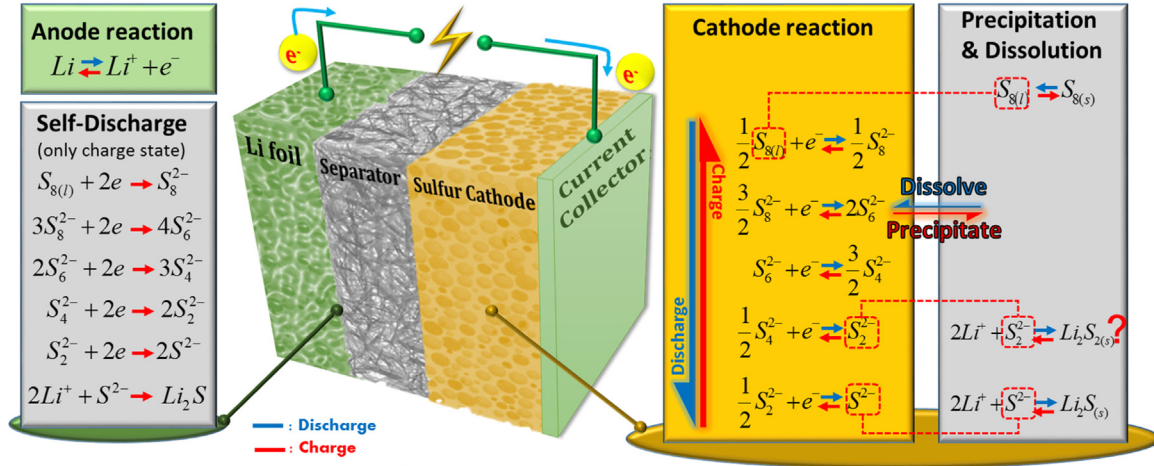 Anode reaction
Li ⇄ Li⁺ + e⁻
Self-Discharge
(only charge state)
S₈₍ₗ₎ + 2e → S₈²⁻
3S₈²⁻ + 2e → 4S₆²⁻
2S₆²⁻ + 2e → 3S₄²⁻
S₄²⁻ + 2e → 2S₂²⁻
S₂²⁻ + 2e → 2S²⁻
2Li⁺ + S²⁻ → Li₂S
e⁻
e⁻
Li foil
Separator
Sulfur Cathode
Current
Collector
: Discharge
: Charge
Cathode reaction
Discharge
Charge
1/2 S₈₍ₗ₎ + e⁻ ⇄ 1/2 S₈²⁻
3/2 S₈²⁻ + e⁻ ⇄ 2S₆²⁻
S₆²⁻ + e⁻ ⇄ 3/2 S₄²⁻
1/2 S₄²⁻ + e⁻ ⇄ S₂²⁻
1/2 S₂²⁻ + e⁻ ⇄ S²⁻
Dissolve
Precipitate
Precipitation
& Dissolution
S₈₍ₗ₎ ⇄ S₈₍ₛ₎
2Li⁺ + S₂²⁻ ⇄ Li₂S₂₍ₛ₎?
2Li⁺ + S²⁻ ⇄ Li₂S₍ₛ₎